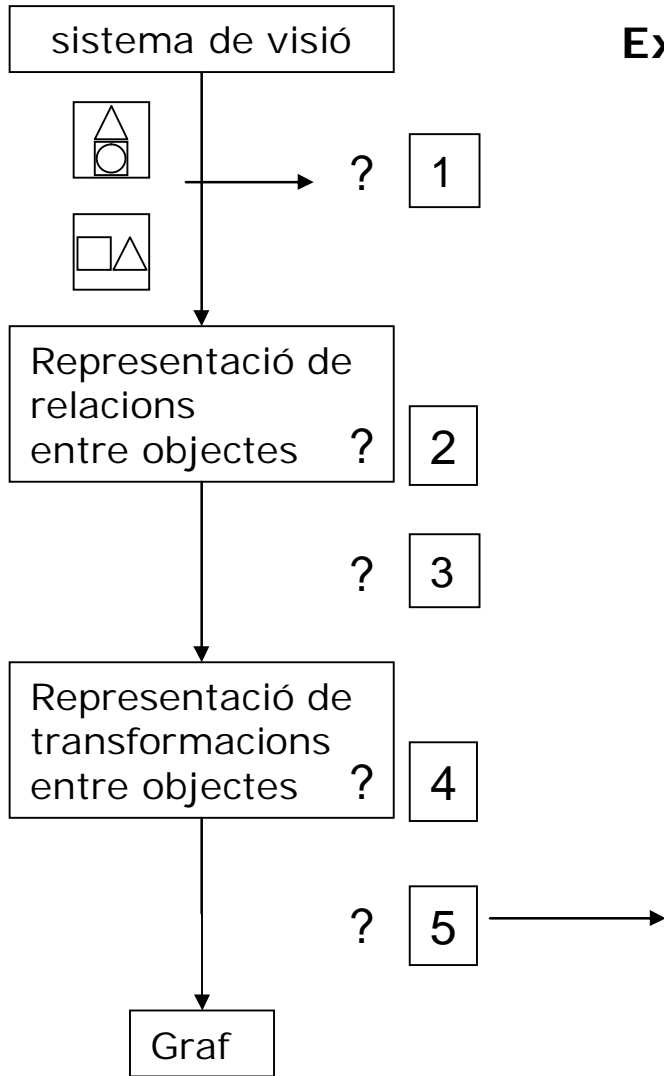 sistema de visió
Ex
? 1
Representació de
relacions
entre objectes ? 2
? 3
Representació de
transformacions
entre objectes ? 4
? 5
Graf